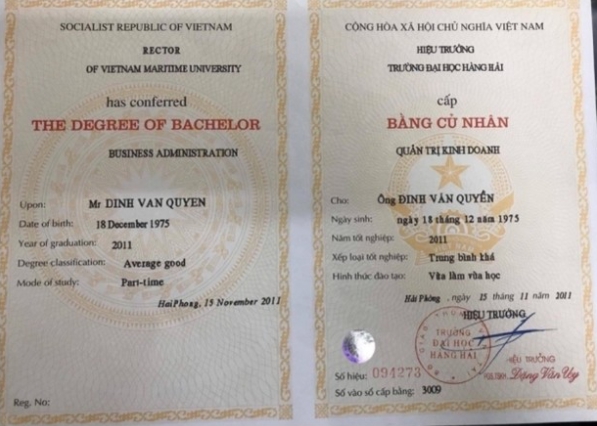 SOCIALIST REPUBLIC OF VIETNAM
RECTOR
OF VIETNAM MARITIME UNIVERSITY
has conferred
THE DEGREE OF BACHELOR
BUSINESS ADMINISTRATION
Upon: Mr DINH VAN QUYEN
Date of birth: 18 December 1975
Year of graduation: 2011
Degree classification: Average good
Mode of study: Part-time
HaiPhong, 15 November 2011
Reg. No:
CỘNG HÒA XÃ HỘI CHỦ NGHĨA VIỆT NAM
HIỆU TRƯỞNG
TRƯỜNG ĐẠI HỌC HÀNG HẢI
cấp
BẰNG CỬ NHÂN
QUẢN TRỊ KINH DOANH
Cho: Ông ĐINH VĂN QUYỀN
Ngày sinh: ngày 18 tháng 12 năm 1975
Năm tốt nghiệp: 2011
Xếp loại tốt nghiệp: Trung bình khá
Hình thức đào tạo: Vừa làm vừa học
Hải Phòng, ngày 15 tháng 11 năm 2011
HIỆU TRƯỞNG
TRƯỜNG
ĐẠI HỌC
HÀNG HẢI
HIỆU TRƯỞNG
Đặng Văn Uy
Số hiệu: 094273
Số vào sổ cấp bằng: 3009